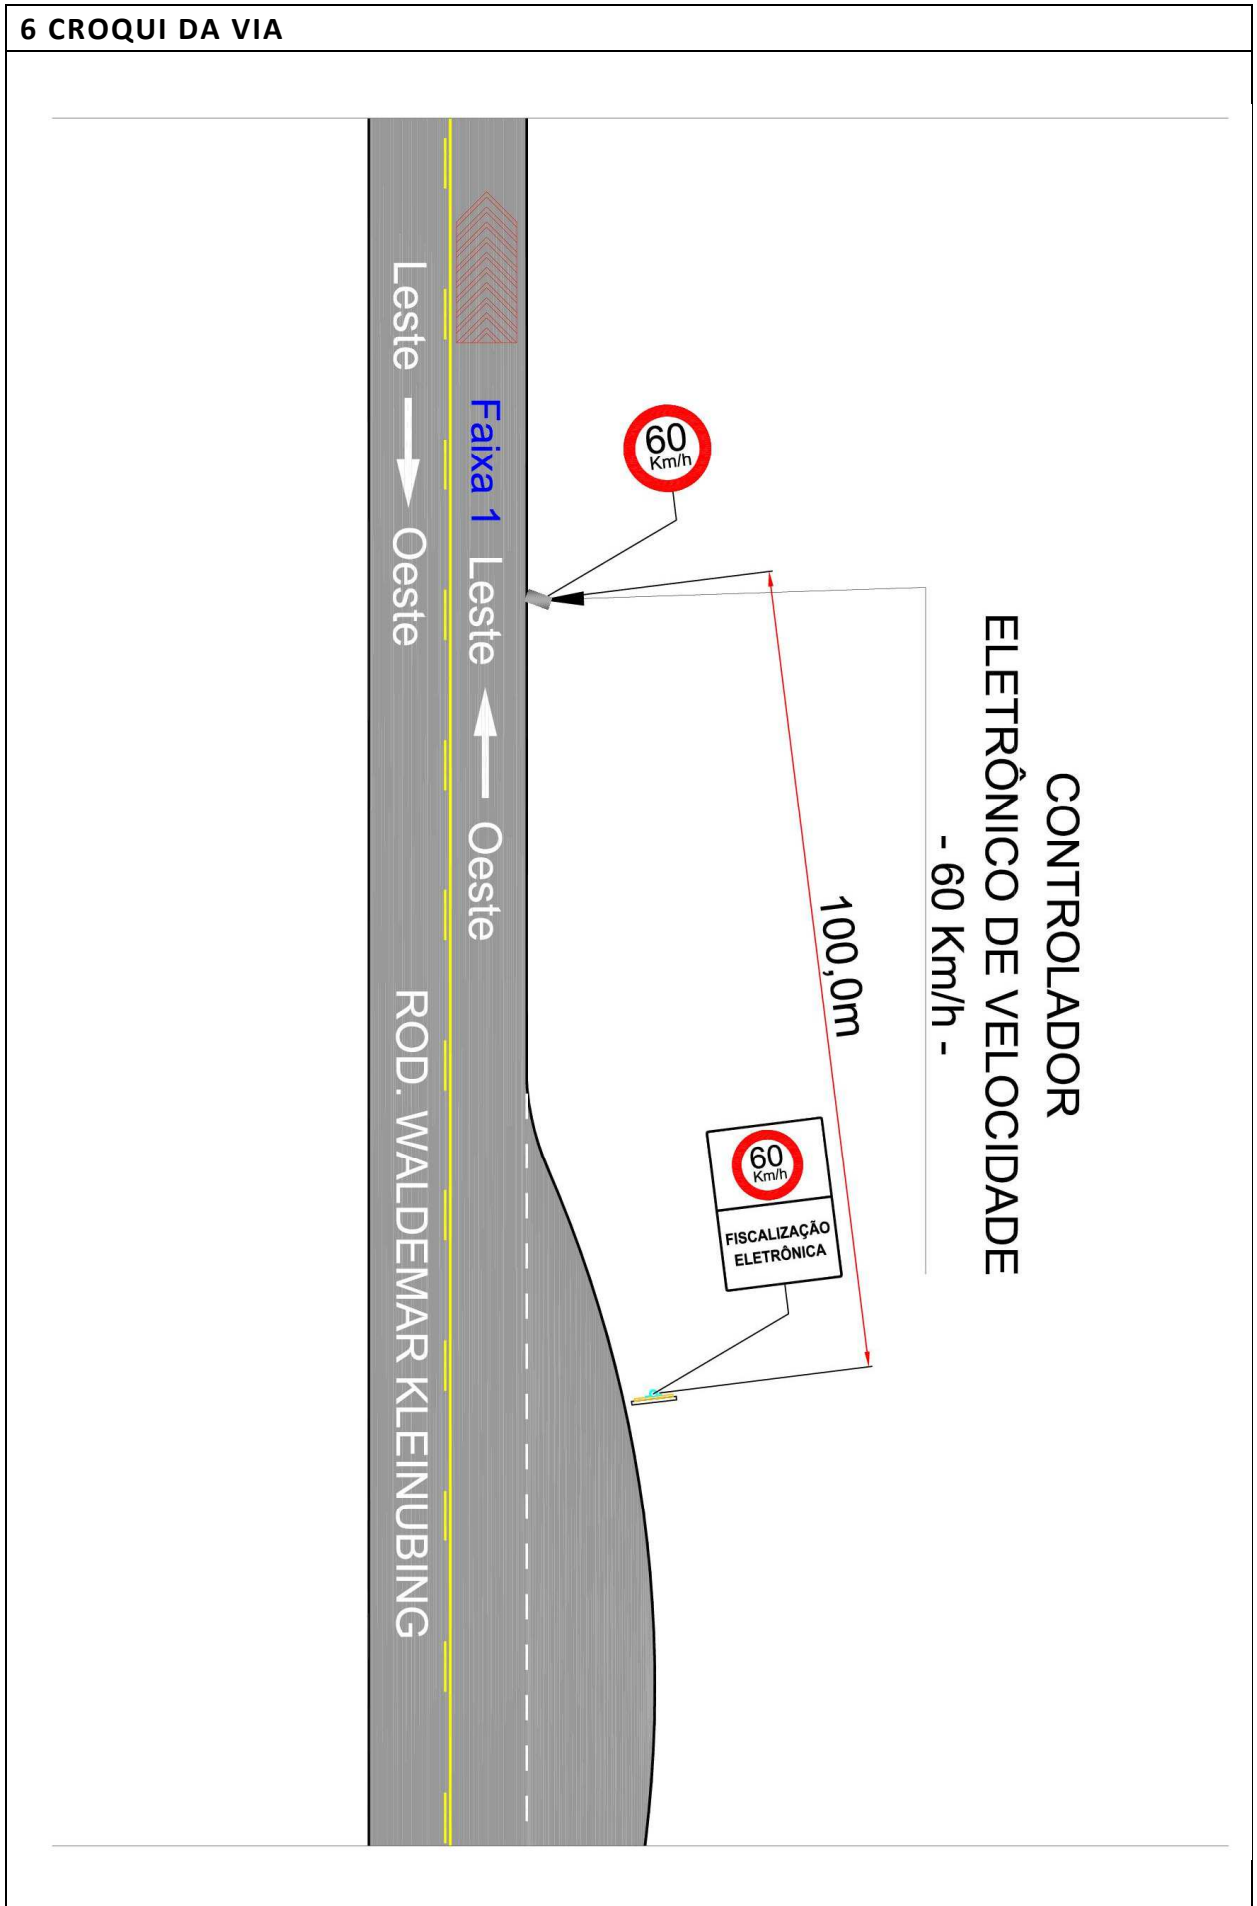 6 CROQUI DA VIA
60
Km/h
CONTROLADOR
ELETRÔNICO DE VELOCIDADE
- 60 Km/h -
100,0m
60
Km/h
FISCALIZAÇÃO
ELETRÔNICA
Faixa 1
Leste Oeste
Leste Oeste
ROD. WALDEMAR KLEINUBING